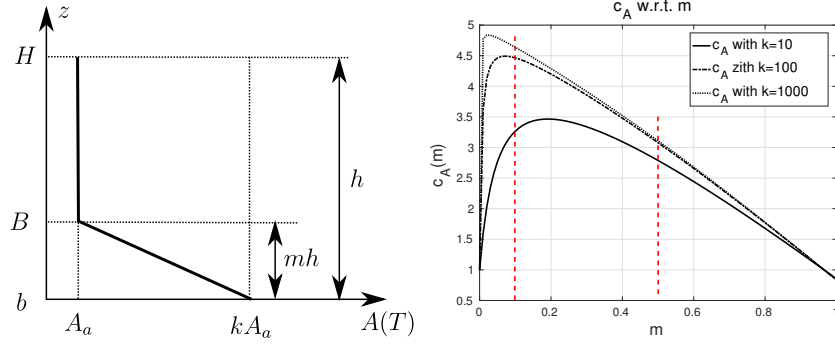 z
H
h
B
mh
b
A_a
kA_a
A(T)
c_A w.r.t. m
c_A with k=10
c_A zith k=100
c_A with k=1000
c_A(m)
5
4.5
4
3.5
3
2.5
2
1.5
1
0.5
0
0.2
0.4
0.6
0.8
m